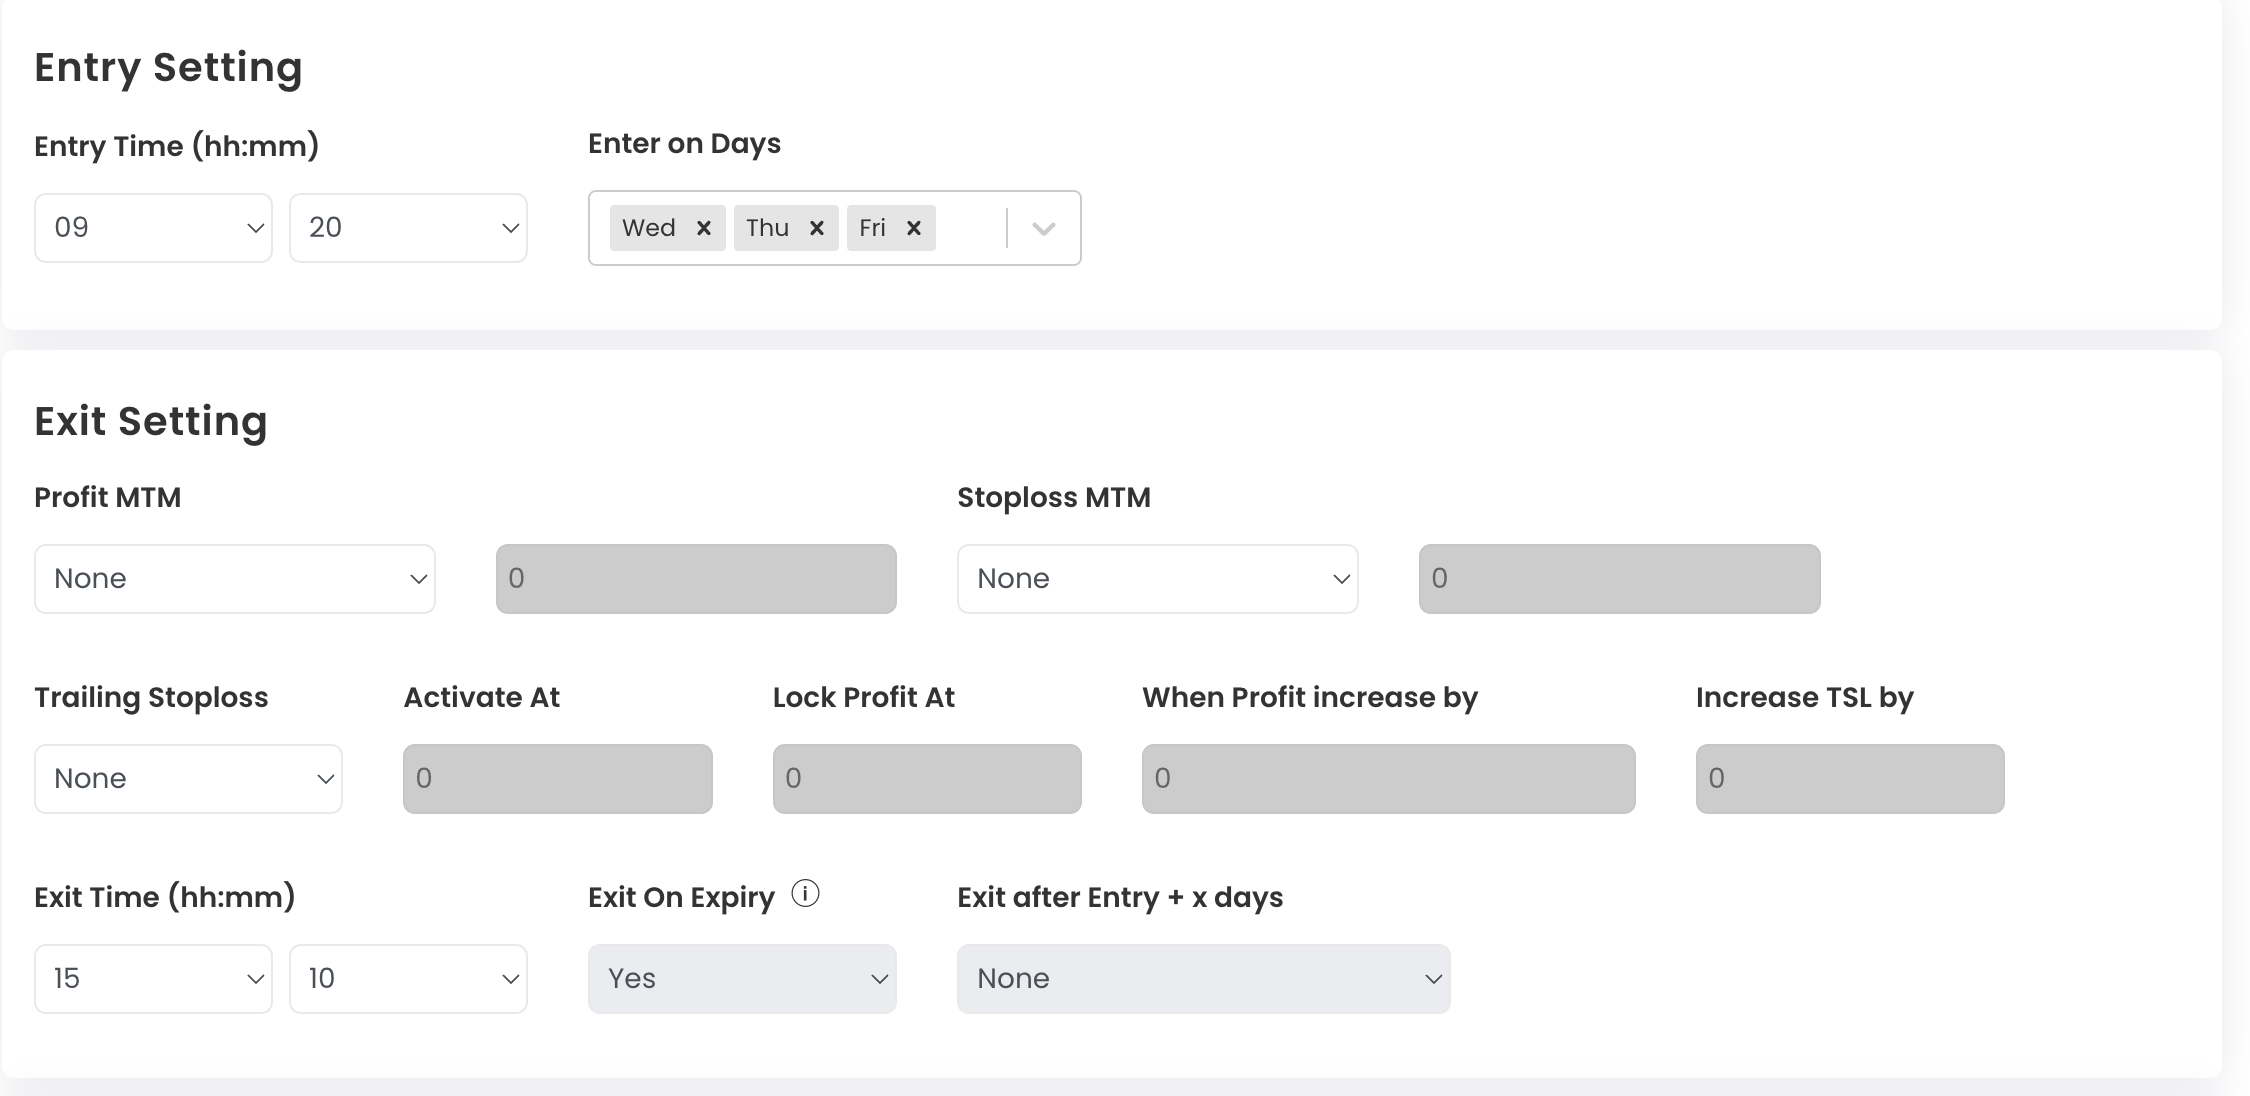 Entry Setting
Entry Time (hh:mm) Enter on Days
09 20 Wed Thu Fri
Exit Setting
Profit MTM Stoploss MTM
None 0 None 0
Trailing Stoploss Activate At Lock Profit At When Profit increase by Increase TSL by
None 0 0 0 0
Exit Time (hh:mm) Exit On Expiry Exit after Entry + x days
15 10 Yes None